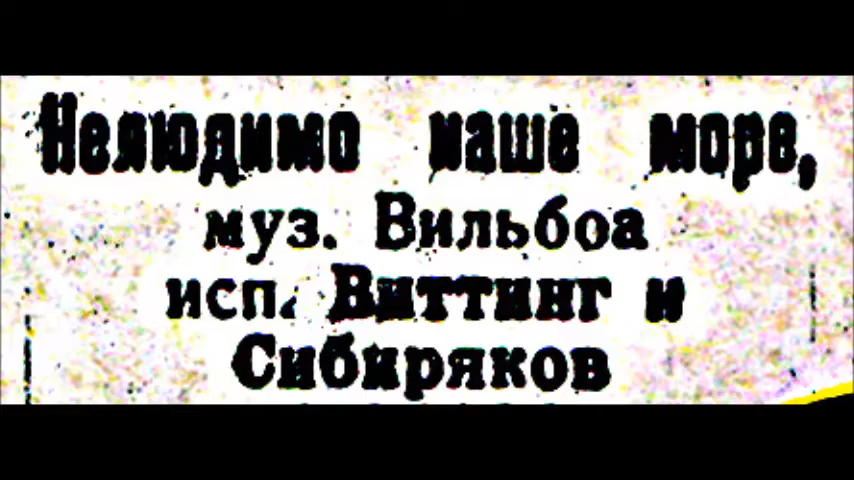 Нелюдимо наше море,
муз. Вильбоа
исп. Виттинг и
Сибиряков